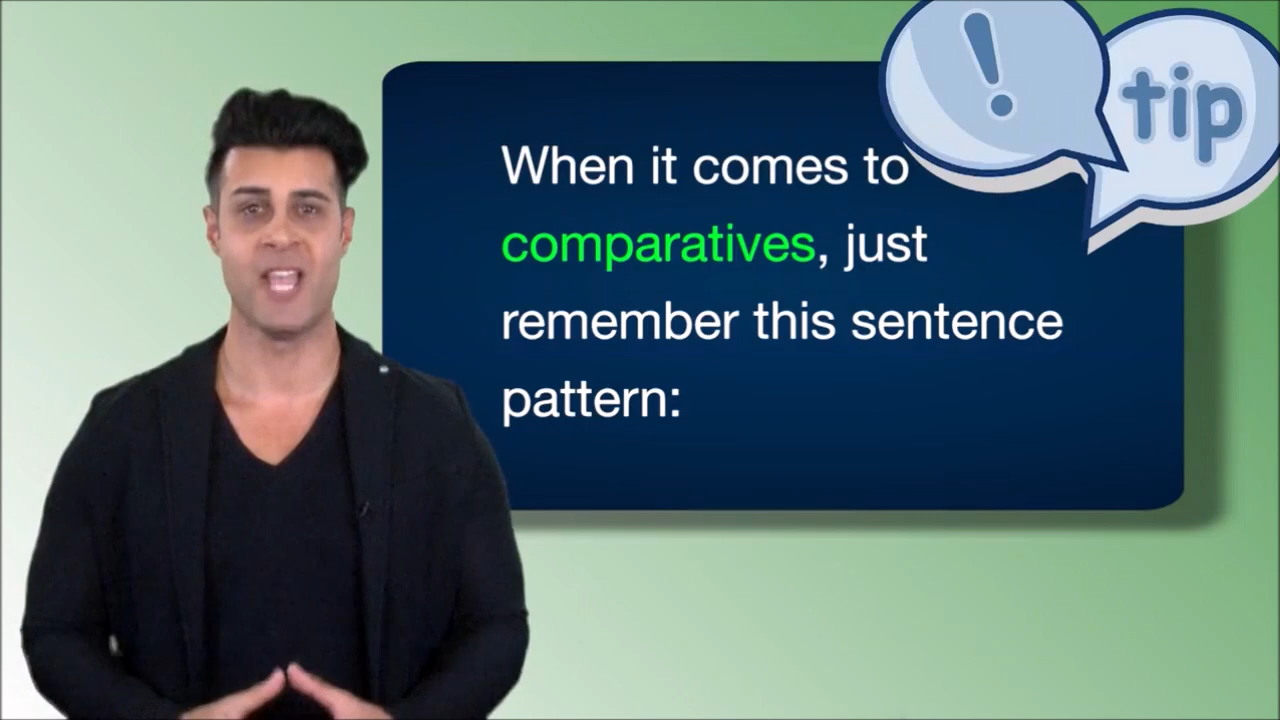 When it comes to
comparatives, just
remember this sentence
pattern:
!
tip